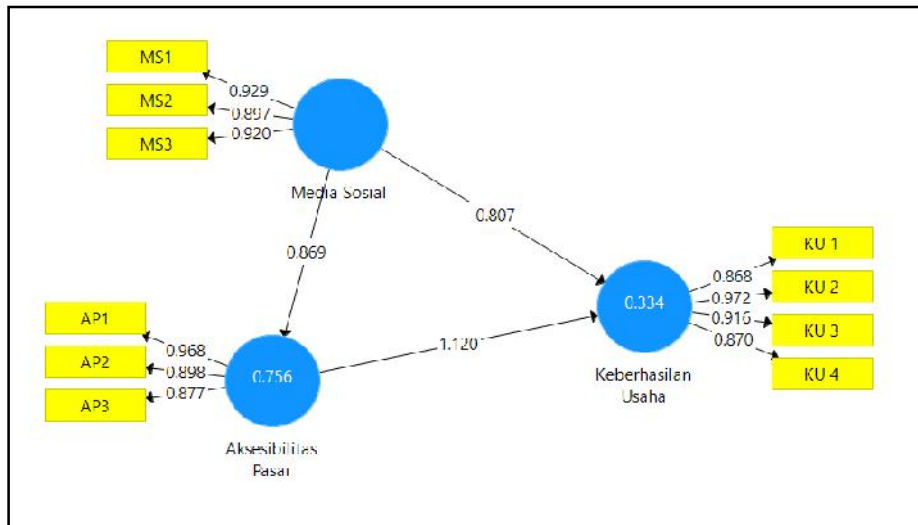 MS1
0.929
MS2
0.897
MS3
0.920
Media Sosial
0.807
0.869
KU 1
0.868
KU 2
0.972
0.334
0.916
KU 3
0.870
KU 4
AP1
0.968
AP2
0.898
0.756
0.877
AP3
1.120
Keberhasilan
Usaha
Aksesibilitas
Pasar